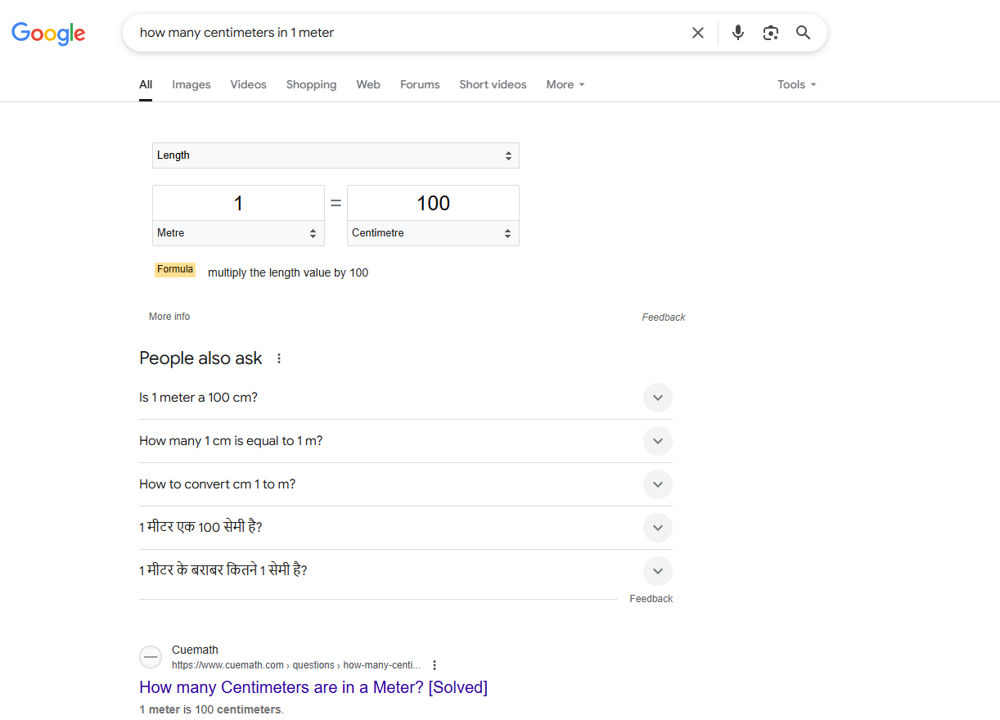 Google
how many centimeters in 1 meter
All Images Videos Shopping Web Forums Short videos More Tools
Length
1 = 100
Metre Centimetre
Formula multiply the length value by 100
More info Feedback
People also ask
Is 1 meter a 100 cm?
How many 1 cm is equal to 1 m?
How to convert cm 1 to m?
1 मीटर एक 100 सेमी है?
1 मीटर के बराबर कितने 1 सेमी है?
Feedback
Cuemath
https://www.cuemath.com › questions › how-many-centi...
How many Centimeters are in a Meter? [Solved]
1 meter is 100 centimeters.